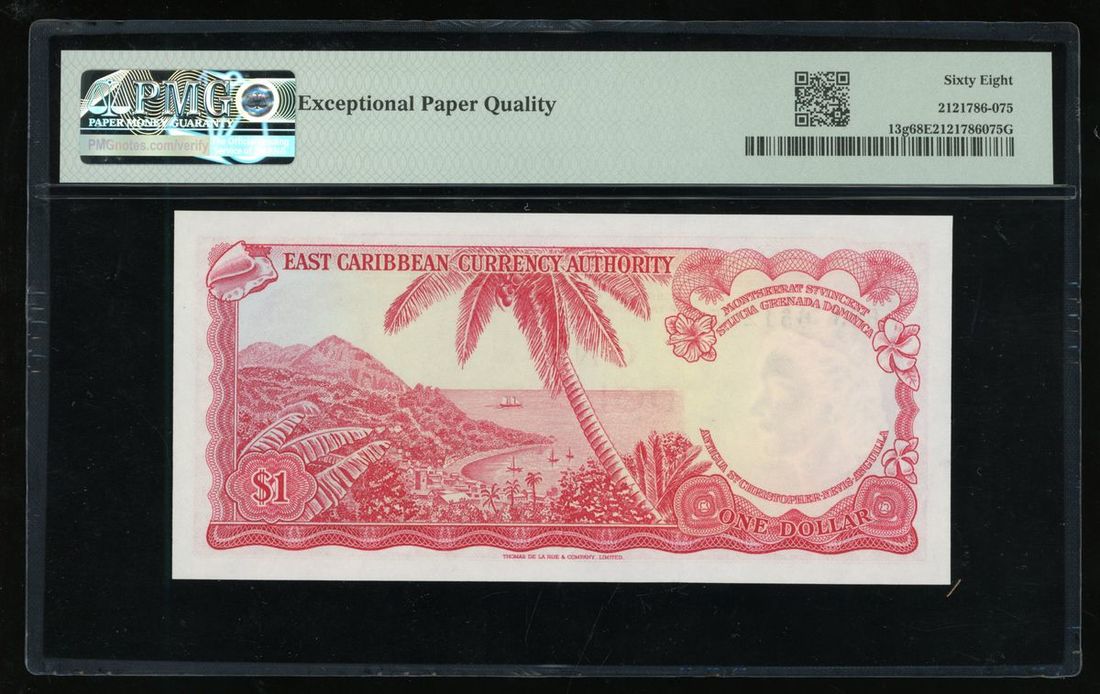 PMG
PAPER MONEY GUARANTY
PMGnotes.com/verify
Exceptional Paper Quality
Sixty Eight
2121786-075
13g68E2121786075G
EAST CARIBBEAN CURRENCY AUTHORITY
MONTSERRAT ST VINCENT
ST LUCIA GRENADA DOMINICA
ANTIGUA ST CHRISTOPHER-NEVIS-ANGUILLA
$1
ONE DOLLAR
THOMAS DE LA RUE & COMPANY, LIMITED.